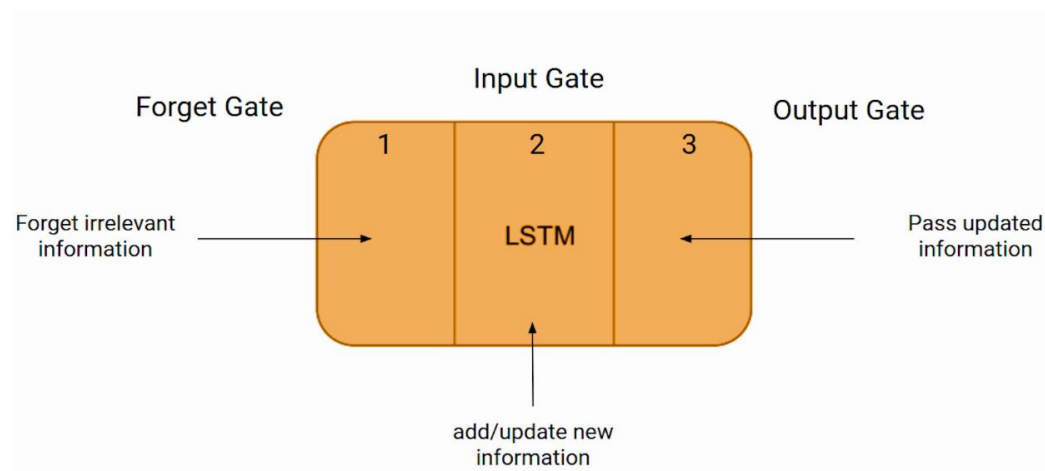 Input Gate
Forget Gate
Output Gate
1
2
3
Forget irrelevant
information
LSTM
Pass updated
information
add/update new
information